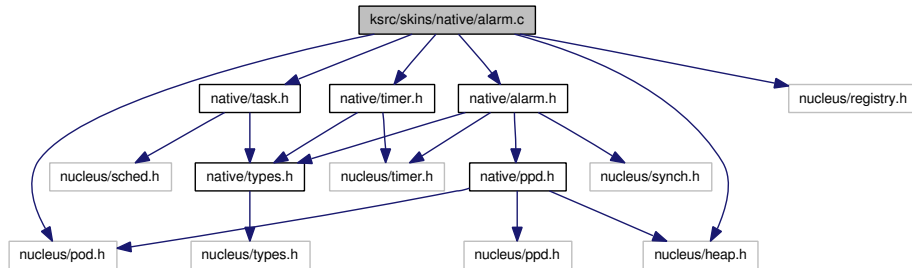 ksrc/skins/native/alarm.c
native/task.h
native/timer.h
native/alarm.h
nucleus/registry.h
nucleus/sched.h
native/types.h
nucleus/timer.h
native/ppd.h
nucleus/synch.h
nucleus/pod.h
nucleus/types.h
nucleus/ppd.h
nucleus/heap.h